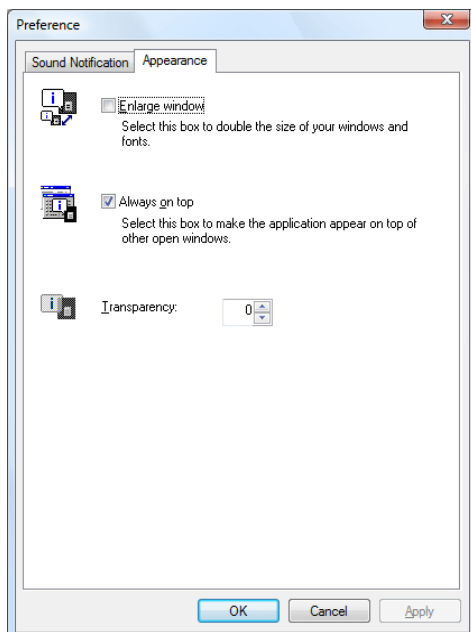 Preference
Sound Notification Appearance
Enlarge window
Select this box to double the size of your windows and
fonts.
Always on top
Select this box to make the application appear on top of
other open windows.
Transparency: 0
OK Cancel Apply